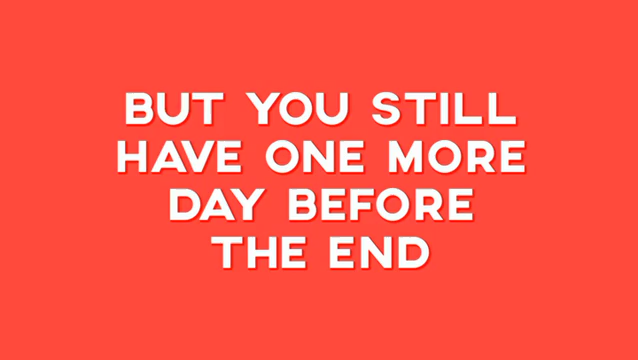 BUT YOU STILL
HAVE ONE MORE
DAY BEFORE
THE END